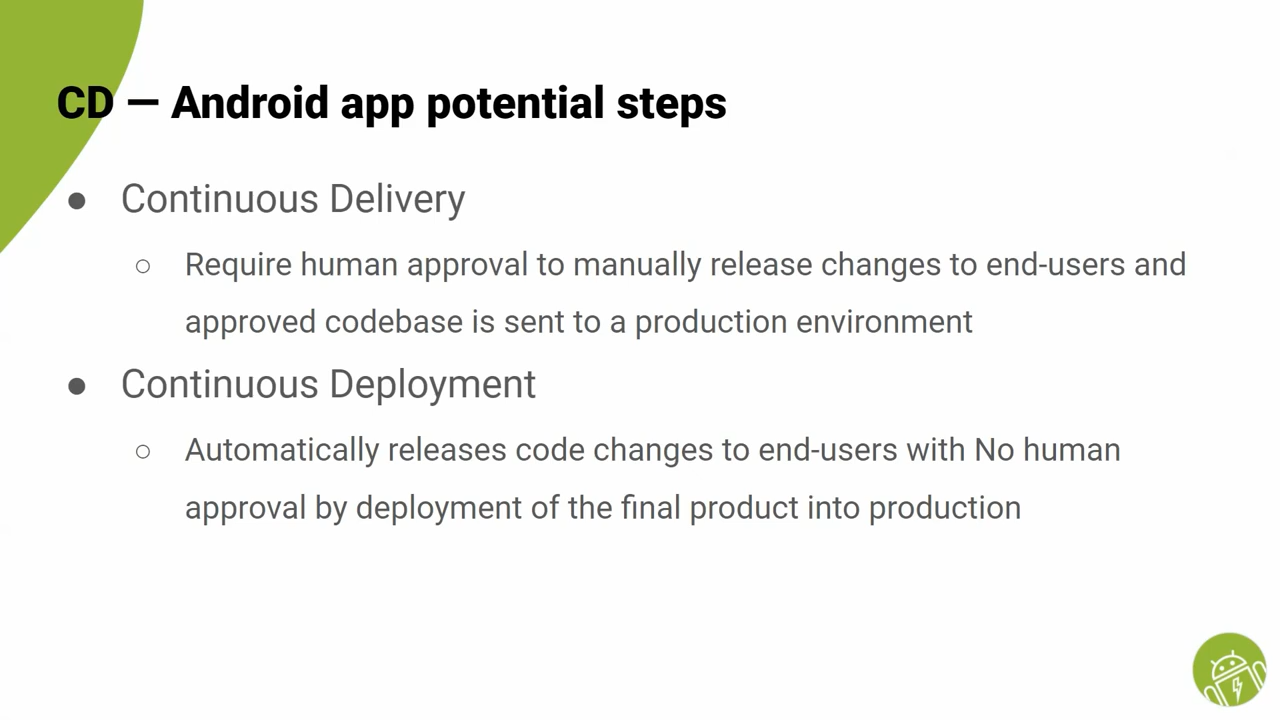 CD — Android app potential steps
● Continuous Delivery
○ Require human approval to manually release changes to end-users and
approved codebase is sent to a production environment
● Continuous Deployment
○ Automatically releases code changes to end-users with No human
approval by deployment of the final product into production